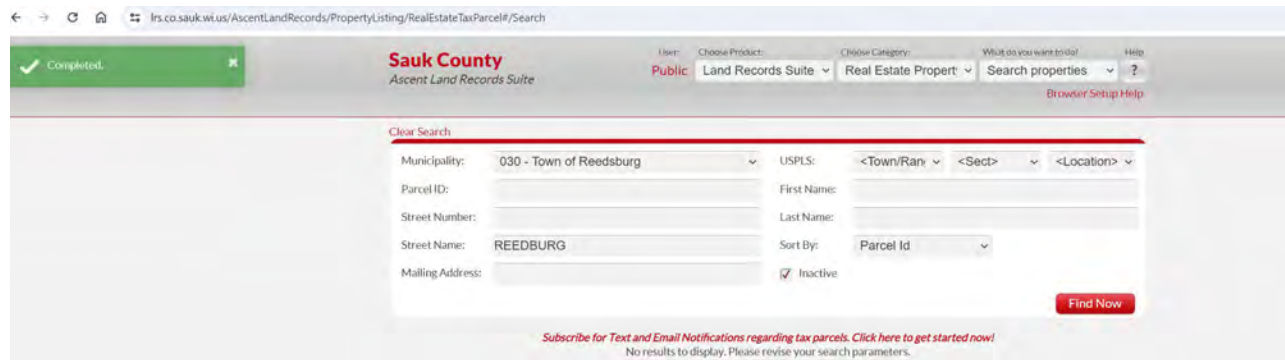 lrs.co.sauk.wi.us/AscentLandRecords/PropertyListing/RealEstateTaxParcel#/Search
Completed.
Sauk County
Ascent Land Records Suite
User: Choose Product: Choose Category: What do you want to do? Help
Public Land Records Suite Real Estate Propert Search properties ?
Browser Setup Help
Clear Search
Municipality: 030 - Town of Reedsburg USPLS: <Town/Ran <Sect> <Location>
Parcel ID: First Name:
Street Number: Last Name:
Street Name: REEDBURG Sort By: Parcel Id
Mailing Address: Inactive
Find Now
Subscribe for Text and Email Notifications regarding tax parcels. Click here to get started now!
No results to display. Please revise your search parameters.